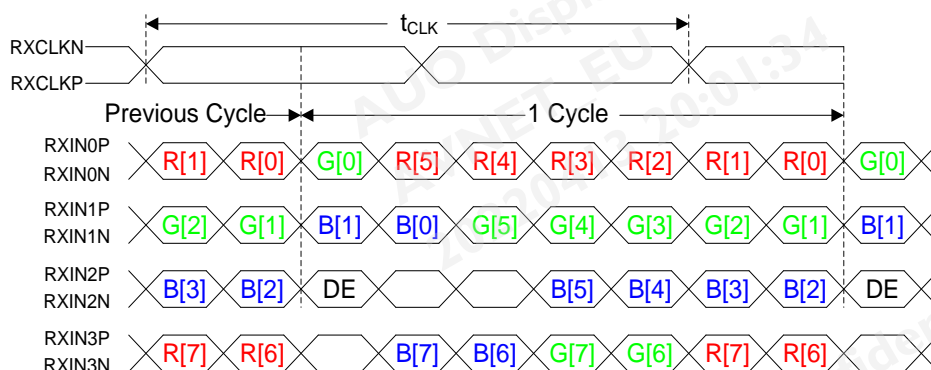 tCLK
RXCLKN
RXCLKP
Previous Cycle 1 Cycle
RXIN0P
RXIN0N
R[1] R[0] G[0] R[5] R[4] R[3] R[2] R[1] R[0] G[0]
RXIN1P
RXIN1N
G[2] G[1] B[1] B[0] G[5] G[4] G[3] G[2] G[1] B[1]
RXIN2P
RXIN2N
B[3] B[2] DE B[5] B[4] B[3] B[2] DE
RXIN3P
RXIN3N
R[7] R[6] B[7] B[6] G[7] G[6] R[7] R[6]